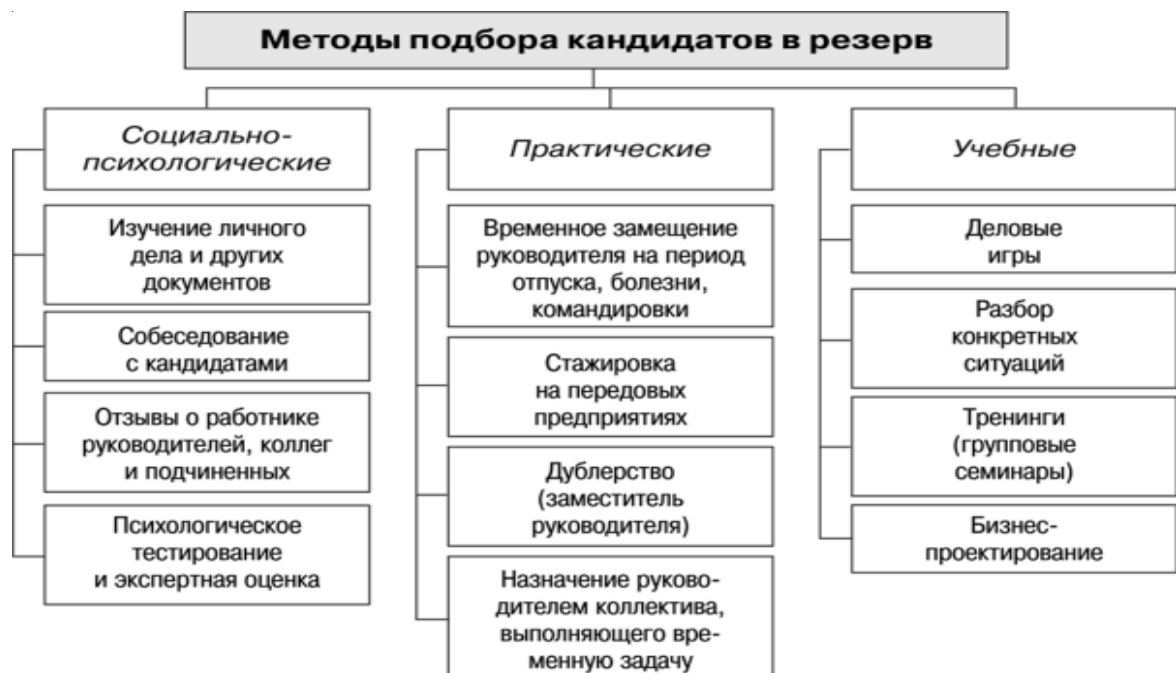 Методы подбора кандидатов в резерв
Социально-
психологические
Изучение личного
дела и других
документов
Собеседование
с кандидатами
Отзывы о работнике
руководителей, коллег
и подчиненных
Психологическое
тестирование
и экспертная оценка
Практические
Временное замещение
руководителя на период
отпуска, болезни,
командировки
Стажировка
на передовых
предприятиях
Дублерство
(заместитель
руководителя)
Назначение руково-
дителем коллектива,
выполняющего вре-
менную задачу
Учебные
Деловые
игры
Разбор
конкретных
ситуаций
Тренинги
(групповые
семинары)
Бизнес-
проектирование